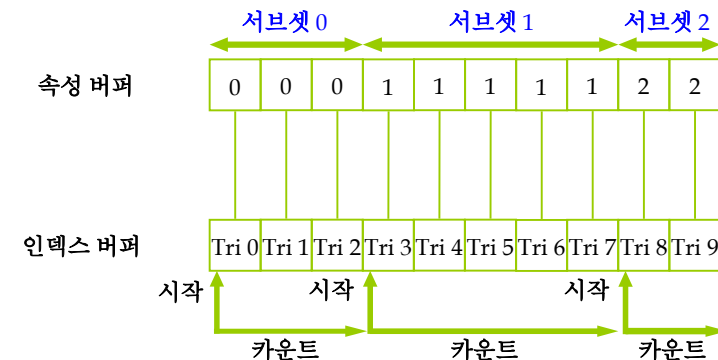 서브셋 0 서브셋 1 서브셋 2
속성 버퍼 0 0 0 1 1 1 1 1 2 2
인덱스 버퍼 Tri 0 Tri 1 Tri 2 Tri 3 Tri 4 Tri 5 Tri 6 Tri 7 Tri 8 Tri 9
시작 시작 시작
카운트 카운트 카운트